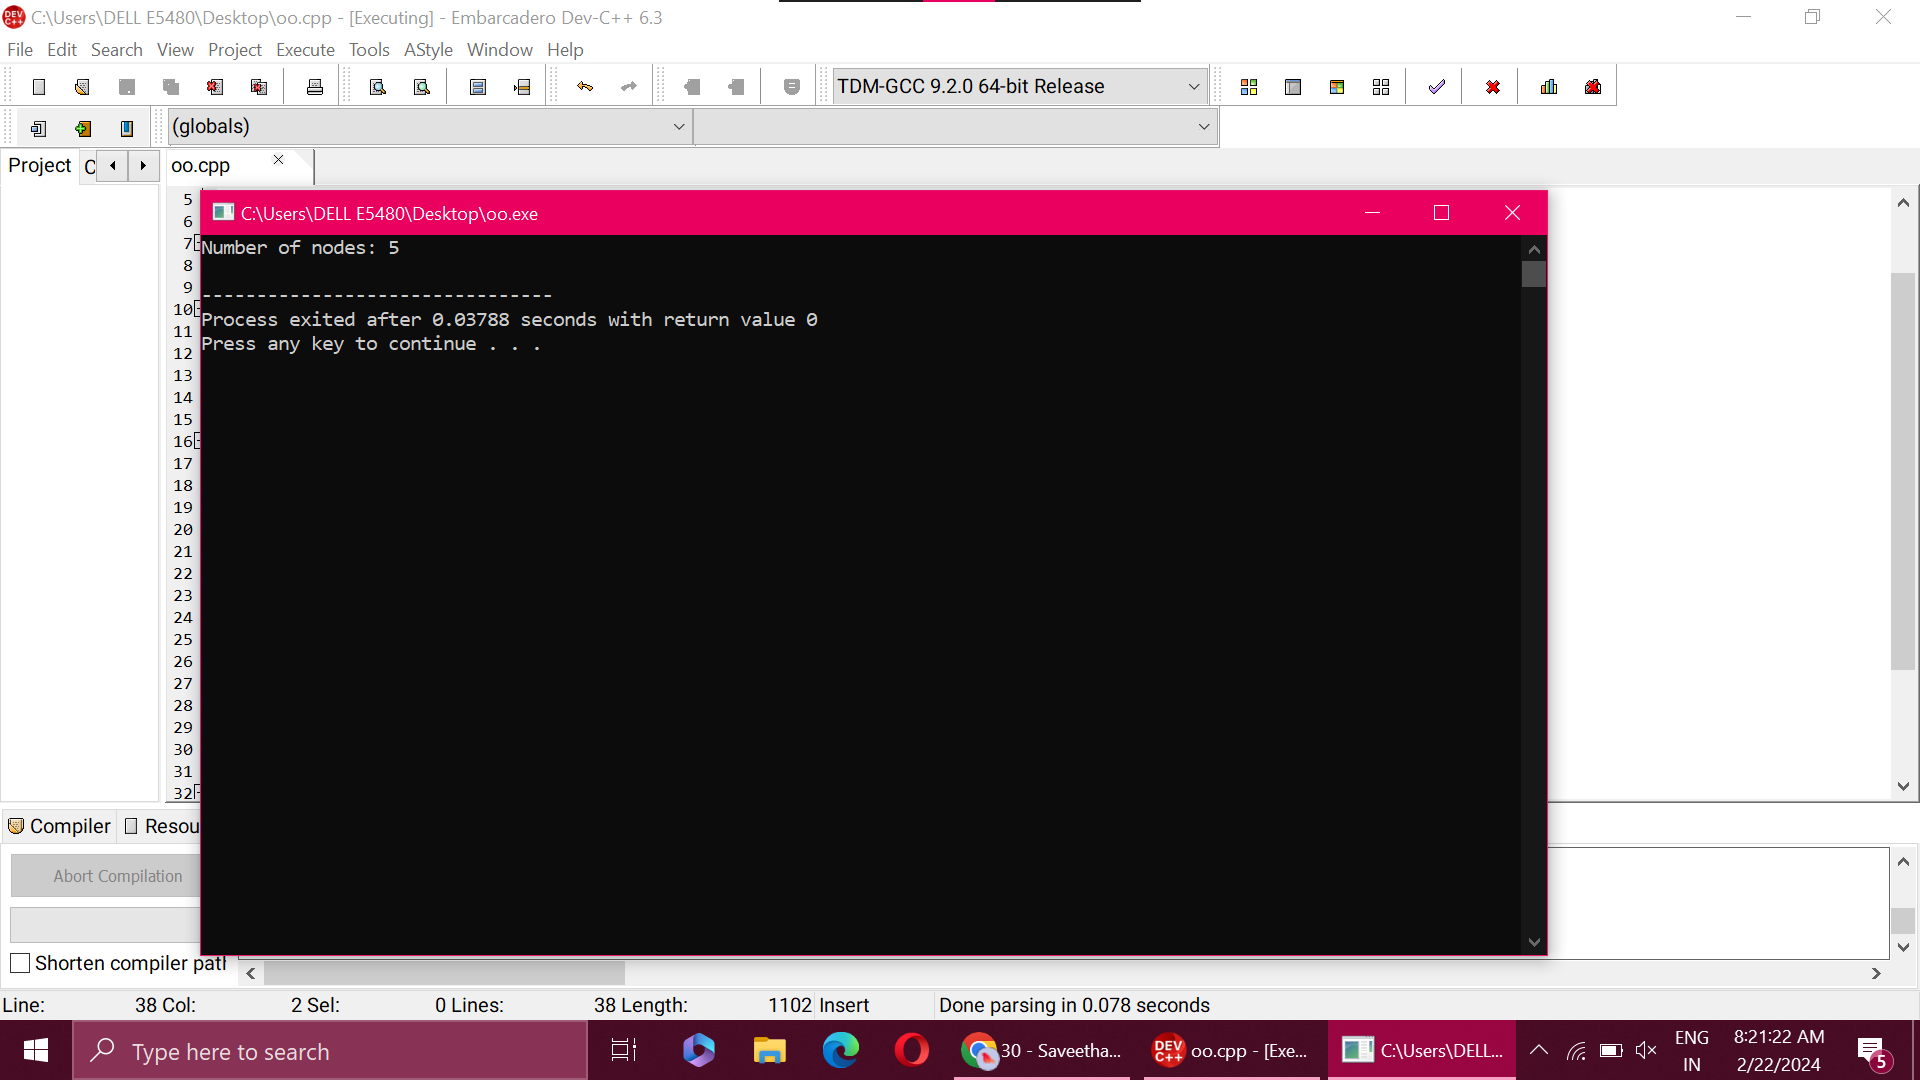 C:\Users\DELL E5480\Desktop\oo.cpp - [Executing] - Embarcadero Dev-C++ 6.3
File Edit Search View Project Execute Tools AStyle Window Help
TDM-GCC 9.2.0 64-bit Release
(globals)
Project C
oo.cpp
C:\Users\DELL E5480\Desktop\oo.exe
Number of nodes: 5
--------------------------------
Process exited after 0.03788 seconds with return value 0
Press any key to continue . . .
5
6
7
8
9
10
11
12
13
14
15
16
17
18
19
20
21
22
23
24
25
26
27
28
29
30
31
32
Compiler Resou
Abort Compilation
Shorten compiler path
Line: 38 Col: 2 Sel: 0 Lines: 38 Length: 1102 Insert Done parsing in 0.078 seconds
Type here to search
30 - Saveetha...
DEV C++
oo.cpp - [Exe...
C:\Users\DELL...
ENG
IN
8:21:22 AM
2/22/2024
5